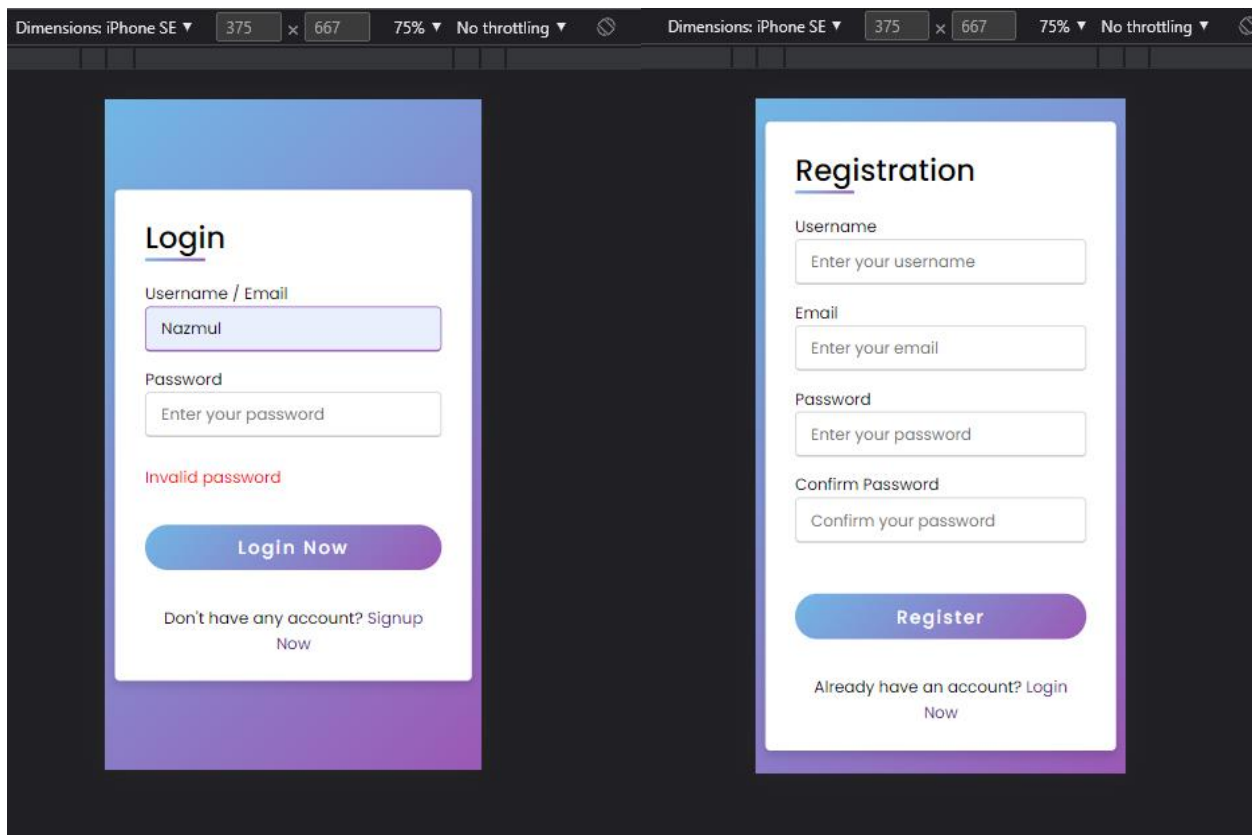 Dimensions: iPhone SE ▼ 375 × 667 75% ▼ No throttling ▼
Login
Username / Email
Nazmul
Password
Enter your password
Invalid password
Login Now
Don't have any account? Signup
Now
Dimensions: iPhone SE ▼ 375 × 667 75% ▼ No throttling ▼
Registration
Username
Enter your username
Email
Enter your email
Password
Enter your password
Confirm Password
Confirm your password
Register
Already have an account? Login
Now